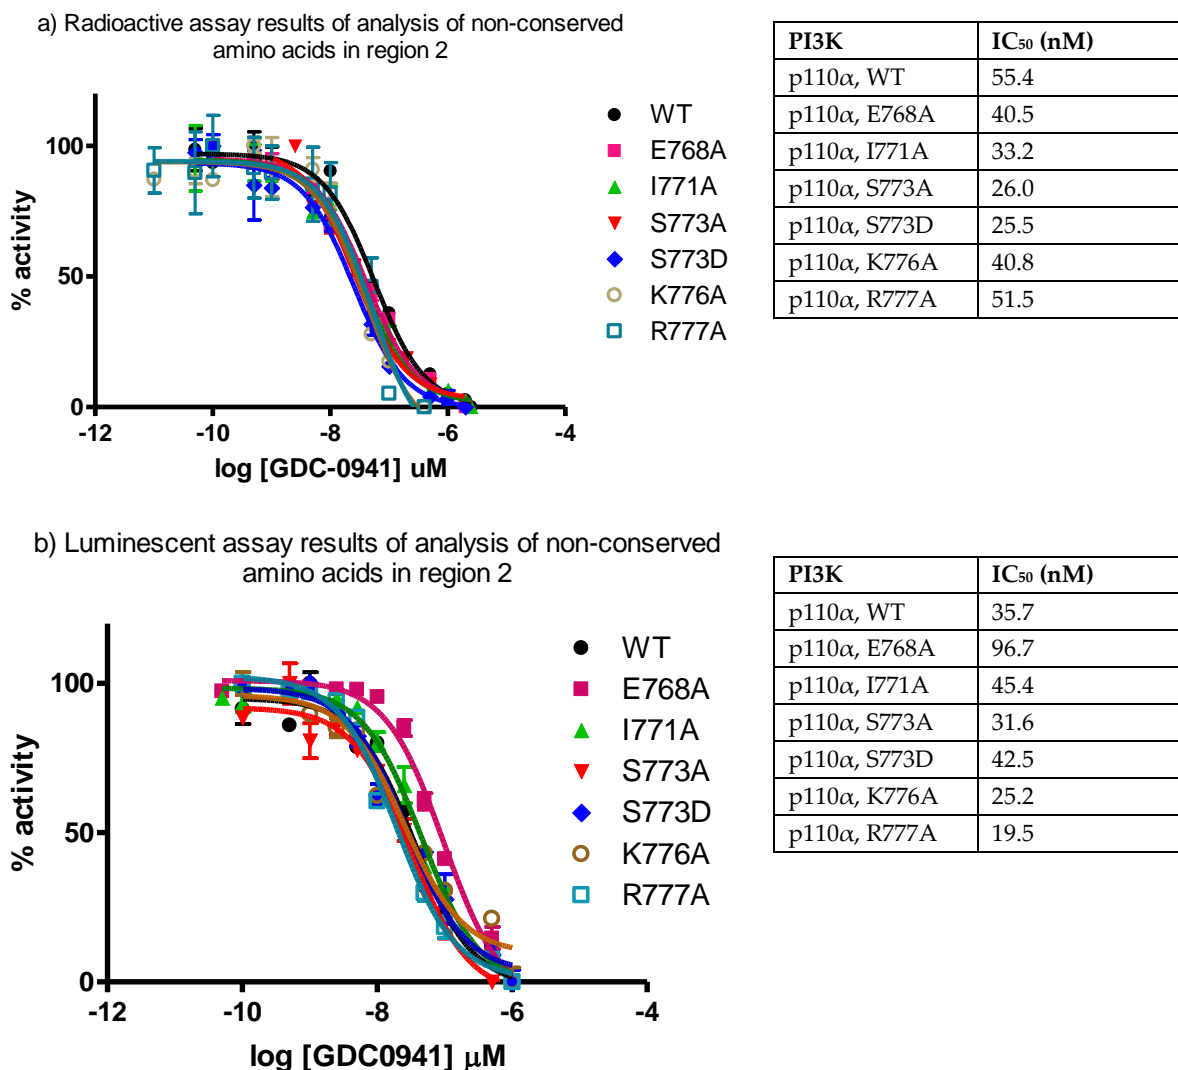 a) Radioactive assay results of analysis of non-conserved
amino acids in region 2
% activity
100
50
0
-12
-10
-8
-6
-4
log [GDC-0941] uM
WT
E768A
I771A
S773A
S773D
K776A
R777A
PI3K IC50 (nM)
p110α, WT 55.4
p110α, E768A 40.5
p110α, I771A 33.2
p110α, S773A 26.0
p110α, S773D 25.5
p110α, K776A 40.8
p110α, R777A 51.5
b) Luminescent assay results of analysis of non-conserved
amino acids in region 2
% activity
100
50
0
-12
-10
-8
-6
-4
log [GDC0941] μM
WT
E768A
I771A
S773A
S773D
K776A
R777A
PI3K IC50 (nM)
p110α, WT 35.7
p110α, E768A 96.7
p110α, I771A 45.4
p110α, S773A 31.6
p110α, S773D 42.5
p110α, K776A 25.2
p110α, R777A 19.5